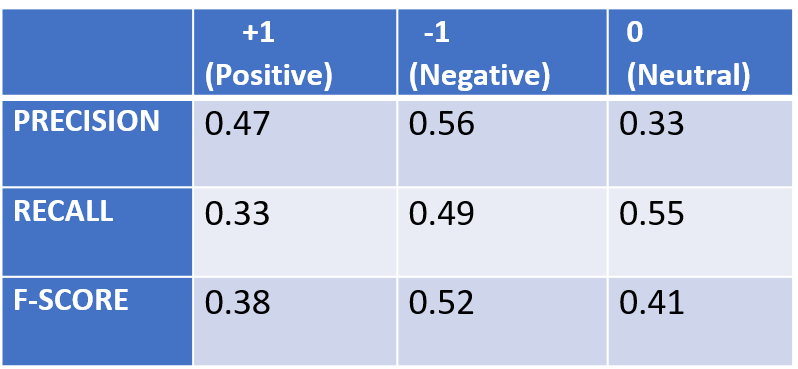 +1 -1 0
(Positive) (Negative) (Neutral)
PRECISION 0.47 0.56 0.33
RECALL 0.33 0.49 0.55
F-SCORE 0.38 0.52 0.41